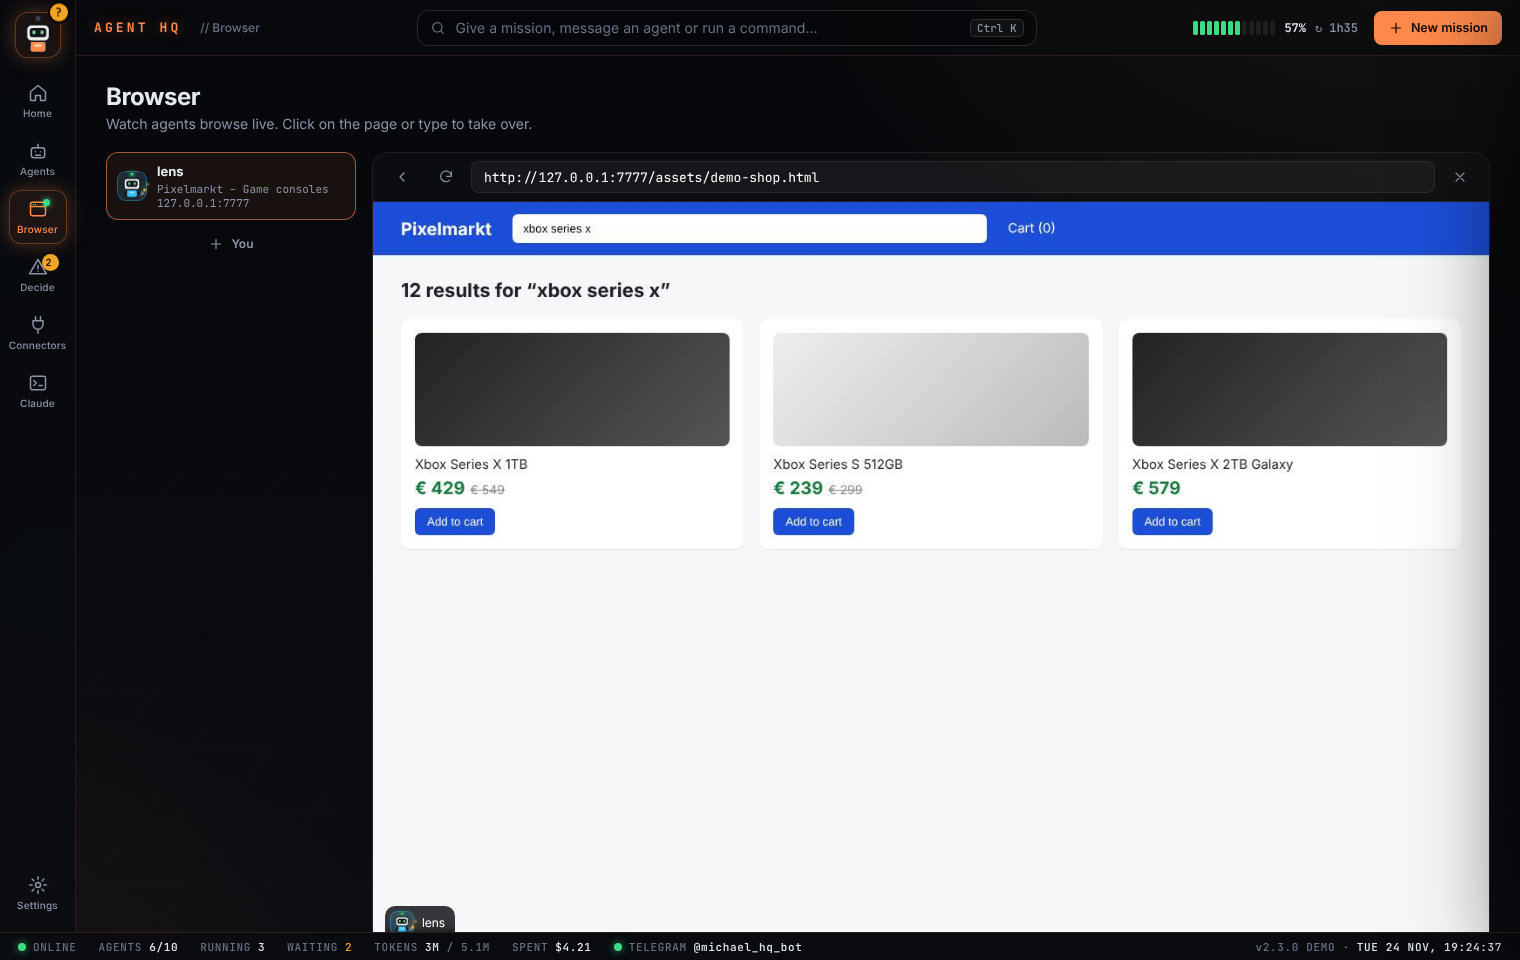 ?
AGENT HQ // Browser
Give a mission, message an agent or run a command...
Ctrl K
57% ↻ 1h35
+ New mission
Home
Agents
Browser
2
Decide
Connectors
Claude
Settings
Browser
Watch agents browse live. Click on the page or type to take over.
lens
Pixelmarkt – Game consoles
127.0.0.1:7777
+ You
http://127.0.0.1:7777/assets/demo-shop.html
Pixelmarkt
xbox series x
Cart (0)
12 results for “xbox series x”
Xbox Series X 1TB
€ 429 € 549
Add to cart
Xbox Series S 512GB
€ 239 € 299
Add to cart
Xbox Series X 2TB Galaxy
€ 579
Add to cart
lens
ONLINE AGENTS 6/10 RUNNING 3 WAITING 2 TOKENS 3M / 5.1M SPENT $4.21 TELEGRAM @michael_hq_bot
v2.3.0 DEMO · TUE 24 NOV, 19:24:37